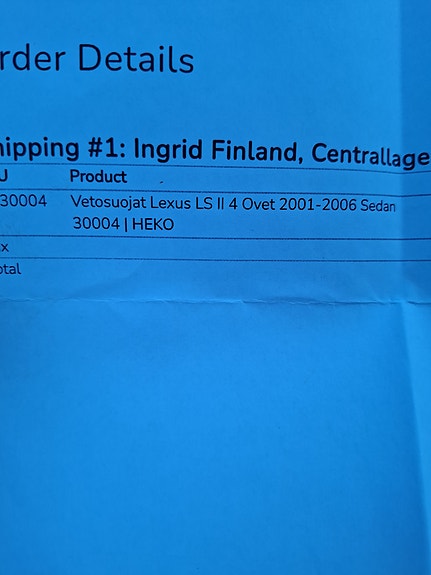 rder Details
hipping #1: Ingrid Finland, Centrallage
U Product
30004 Vetosuojat Lexus LS II 4 Ovet 2001-2006 Sedan
30004 | HEKO
x
otal